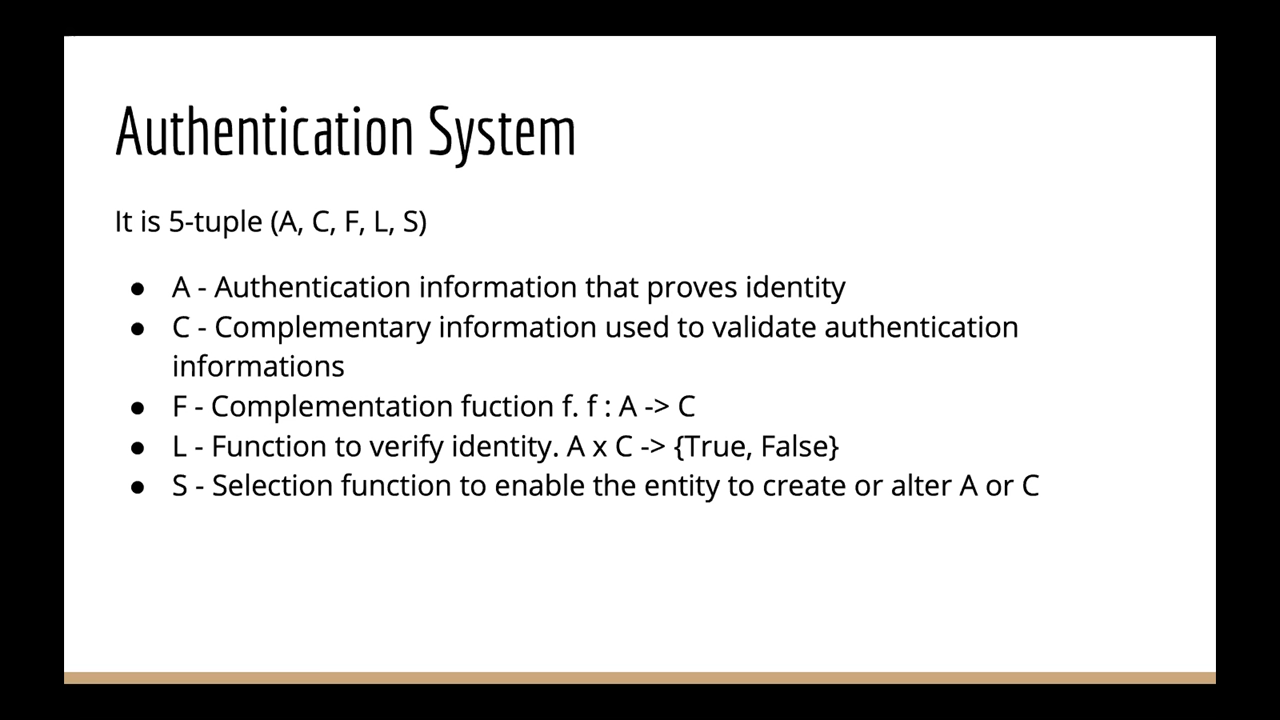 Authentication System
It is 5-tuple (A, C, F, L, S)
● A - Authentication information that proves identity
● C - Complementary information used to validate authentication
informations
● F - Complementation fuction f. f : A -> C
● L - Function to verify identity. A x C -> {True, False}
● S - Selection function to enable the entity to create or alter A or C